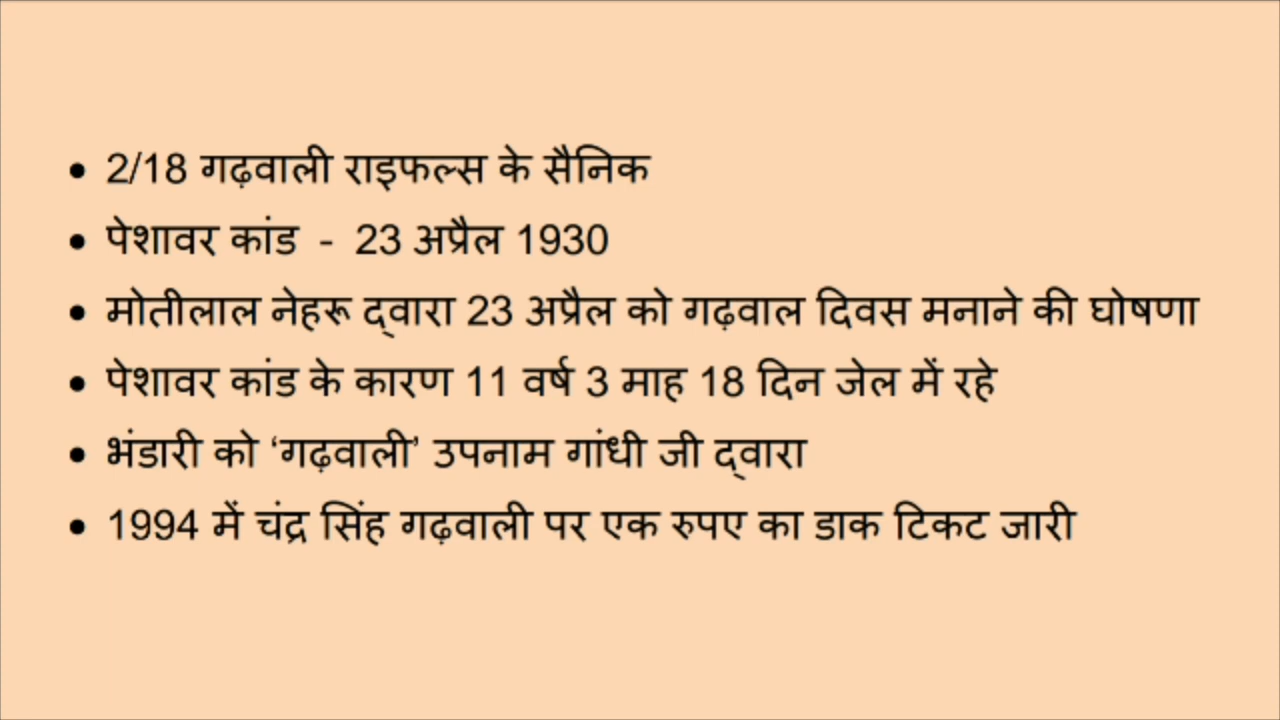 • 2/18 गढ़वाली राइफल्स के सैनिक
• पेशावर कांड - 23 अप्रैल 1930
• मोतीलाल नेहरू द्वारा 23 अप्रैल को गढ़वाल दिवस मनाने की घोषणा
• पेशावर कांड के कारण 11 वर्ष 3 माह 18 दिन जेल में रहे
• भंडारी को ‘गढ़वाली’ उपनाम गांधी जी द्वारा
• 1994 में चंद्र सिंह गढ़वाली पर एक रुपए का डाक टिकट जारी